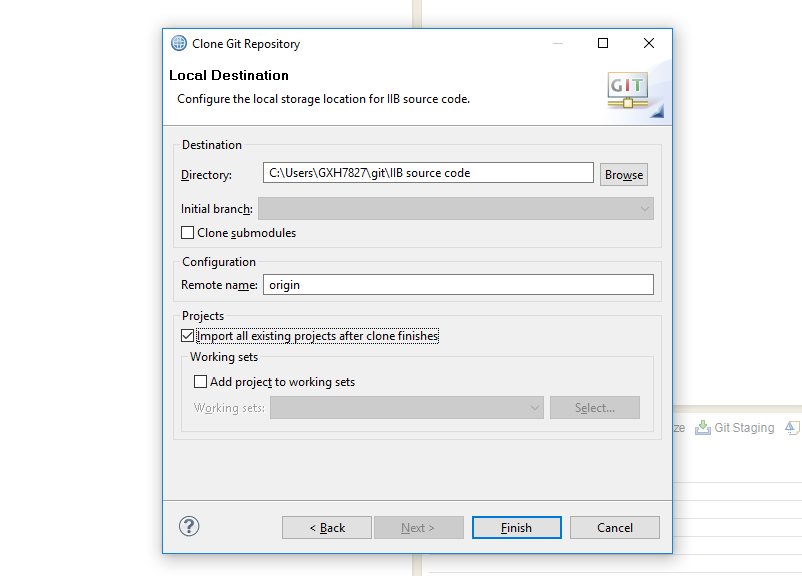 Clone Git Repository
Local Destination
Configure the local storage location for IIB source code.
GIT
Destination
Directory: C:\Users\GXH7827\git\IIB source code Browse
Initial branch:
Clone submodules
Configuration
Remote name: origin
Projects
Import all existing projects after clone finishes
Working sets
Add project to working sets
Working sets: Select...
ze Git Staging
? < Back Next > Finish Cancel